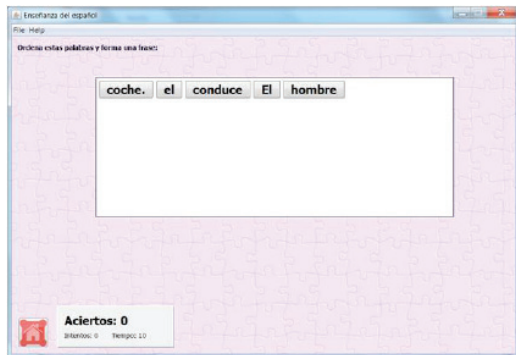 Enseñanza del español
File Help
Ordena estas palabras y forma una frase:
coche. el conduce El hombre
Aciertos: 0
Intentos: 0 Tiempo: 10